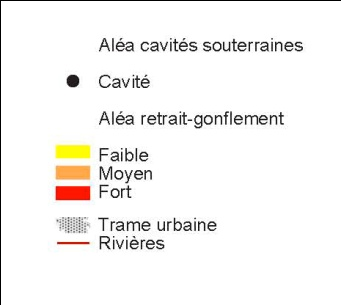 Aléa cavités souterraines
Cavité
Aléa retrait-gonflement
Faible
Moyen
Fort
Trame urbaine
Rivières